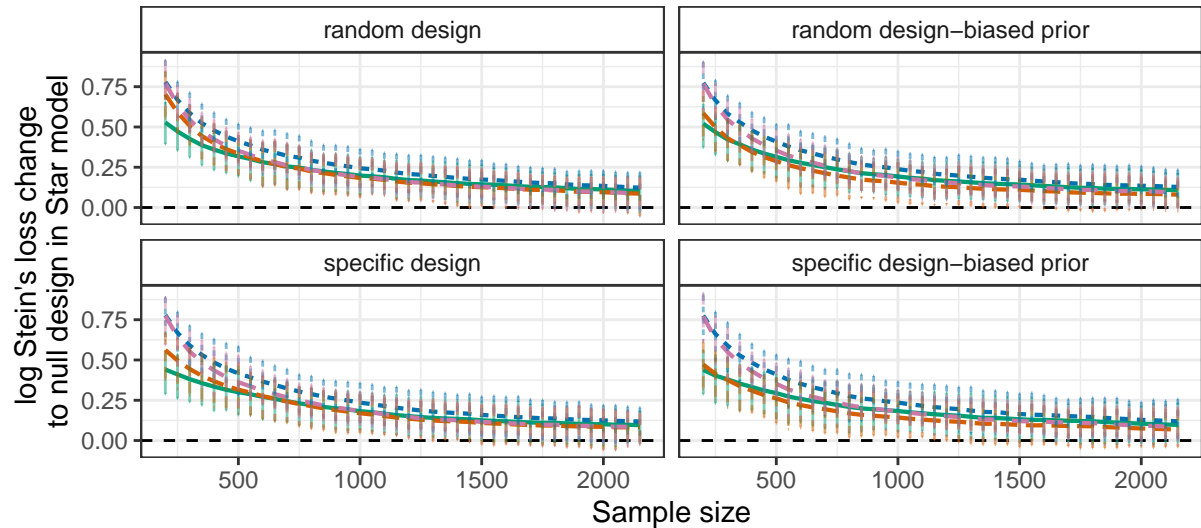 log Stein's loss change
to null design in Star model
random design
random design−biased prior
0.75
0.50
0.25
0.00
specific design
specific design−biased prior
0.75
0.50
0.25
0.00
500
1000
1500
2000
500
1000
1500
2000
Sample size